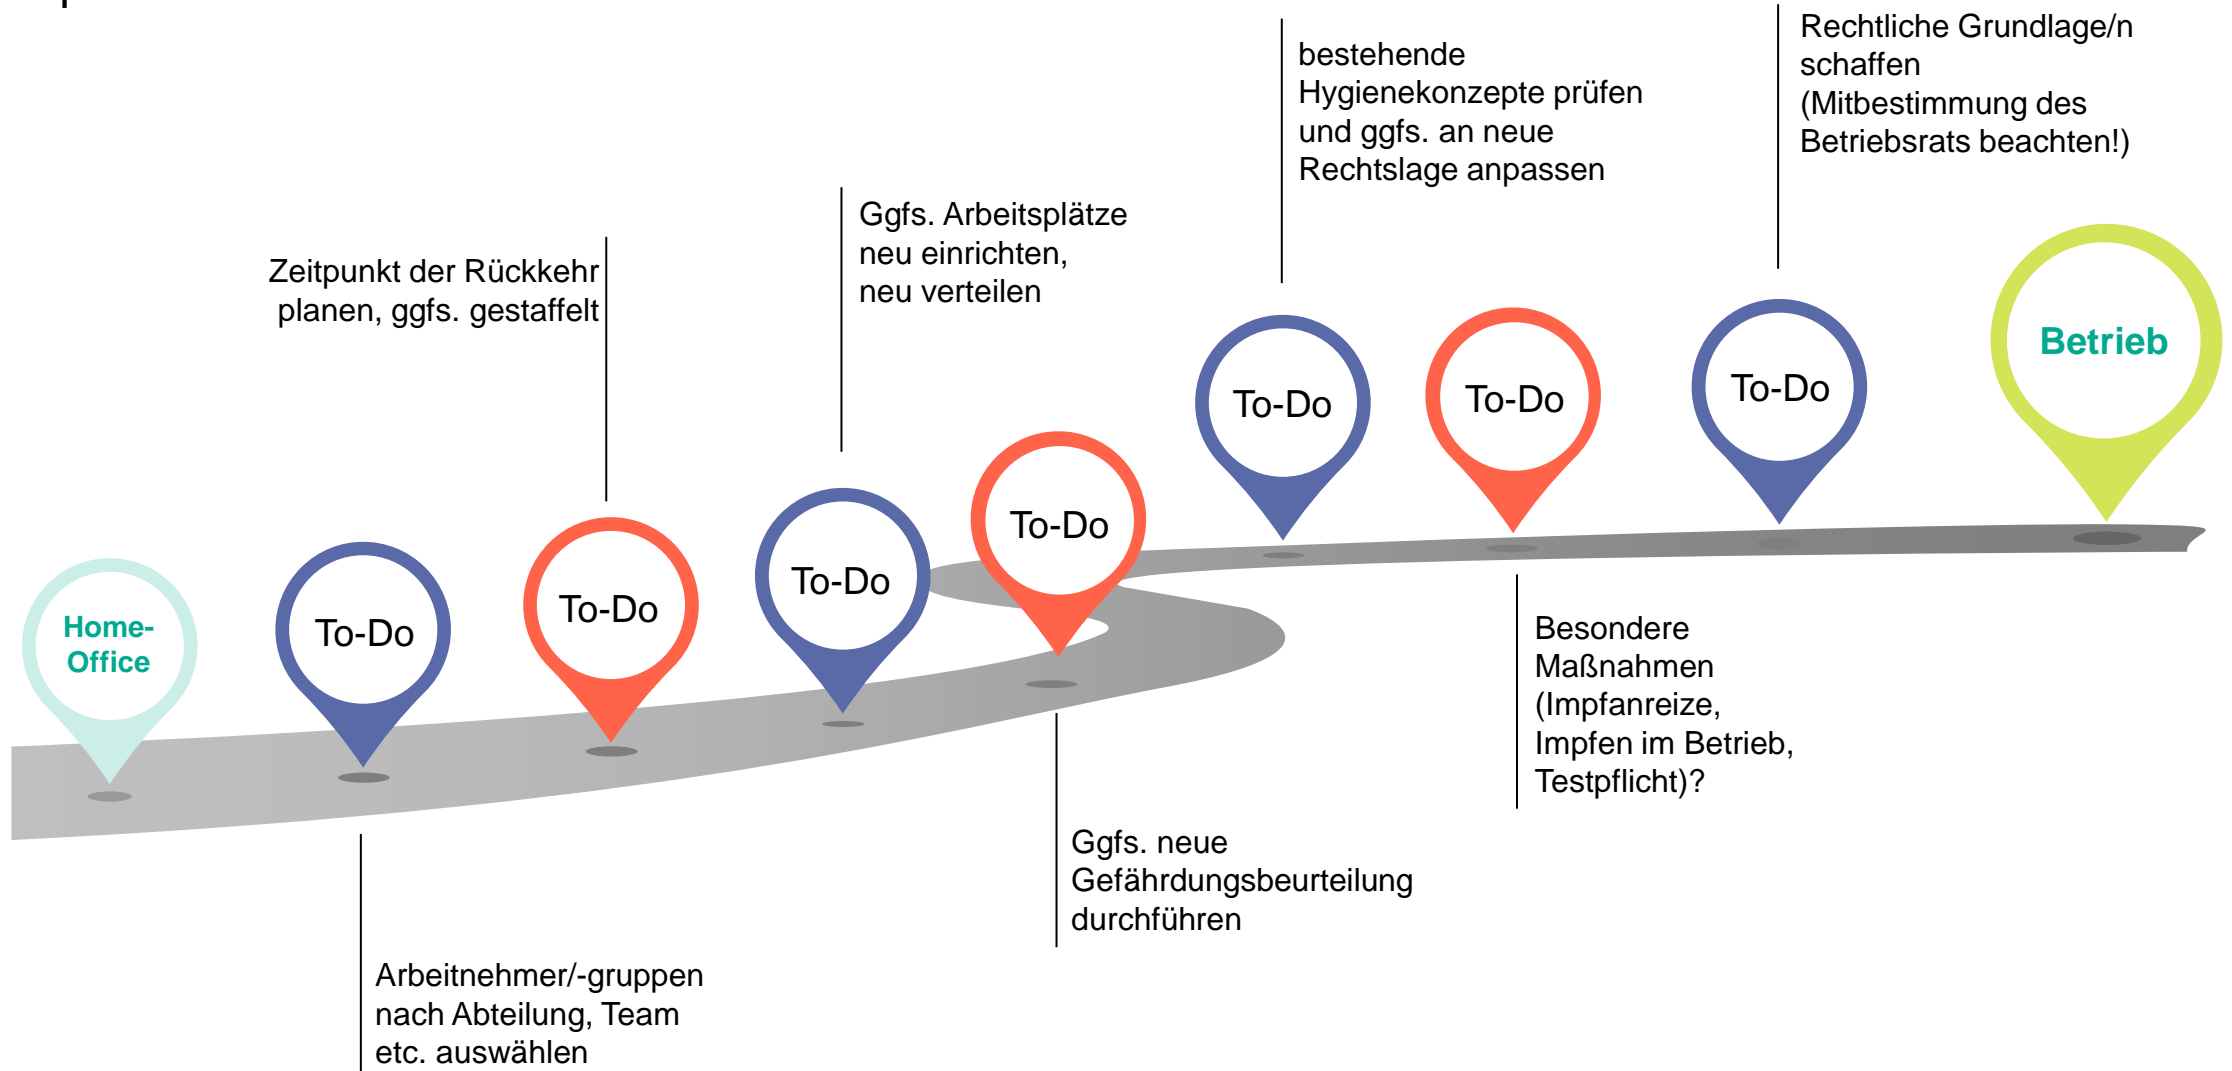 Rechtliche Grundlage/n
schaffen
(Mitbestimmung des
Betriebsrats beachten!)
bestehende
Hygienekonzepte prüfen
und ggfs. an neue
Rechtslage anpassen
Ggfs. Arbeitsplätze
neu einrichten,
neu verteilen
Zeitpunkt der Rückkehr
planen, ggfs. gestaffelt
Home-
Office
To-Do
To-Do
To-Do
To-Do
To-Do
To-Do
To-Do
Betrieb
Besondere
Maßnahmen
(Impfanreize,
Impfen im Betrieb,
Testpflicht)?
Ggfs. neue
Gefährdungsbeurteilung
durchführen
Arbeitnehmer/-gruppen
nach Abteilung, Team
etc. auswählen